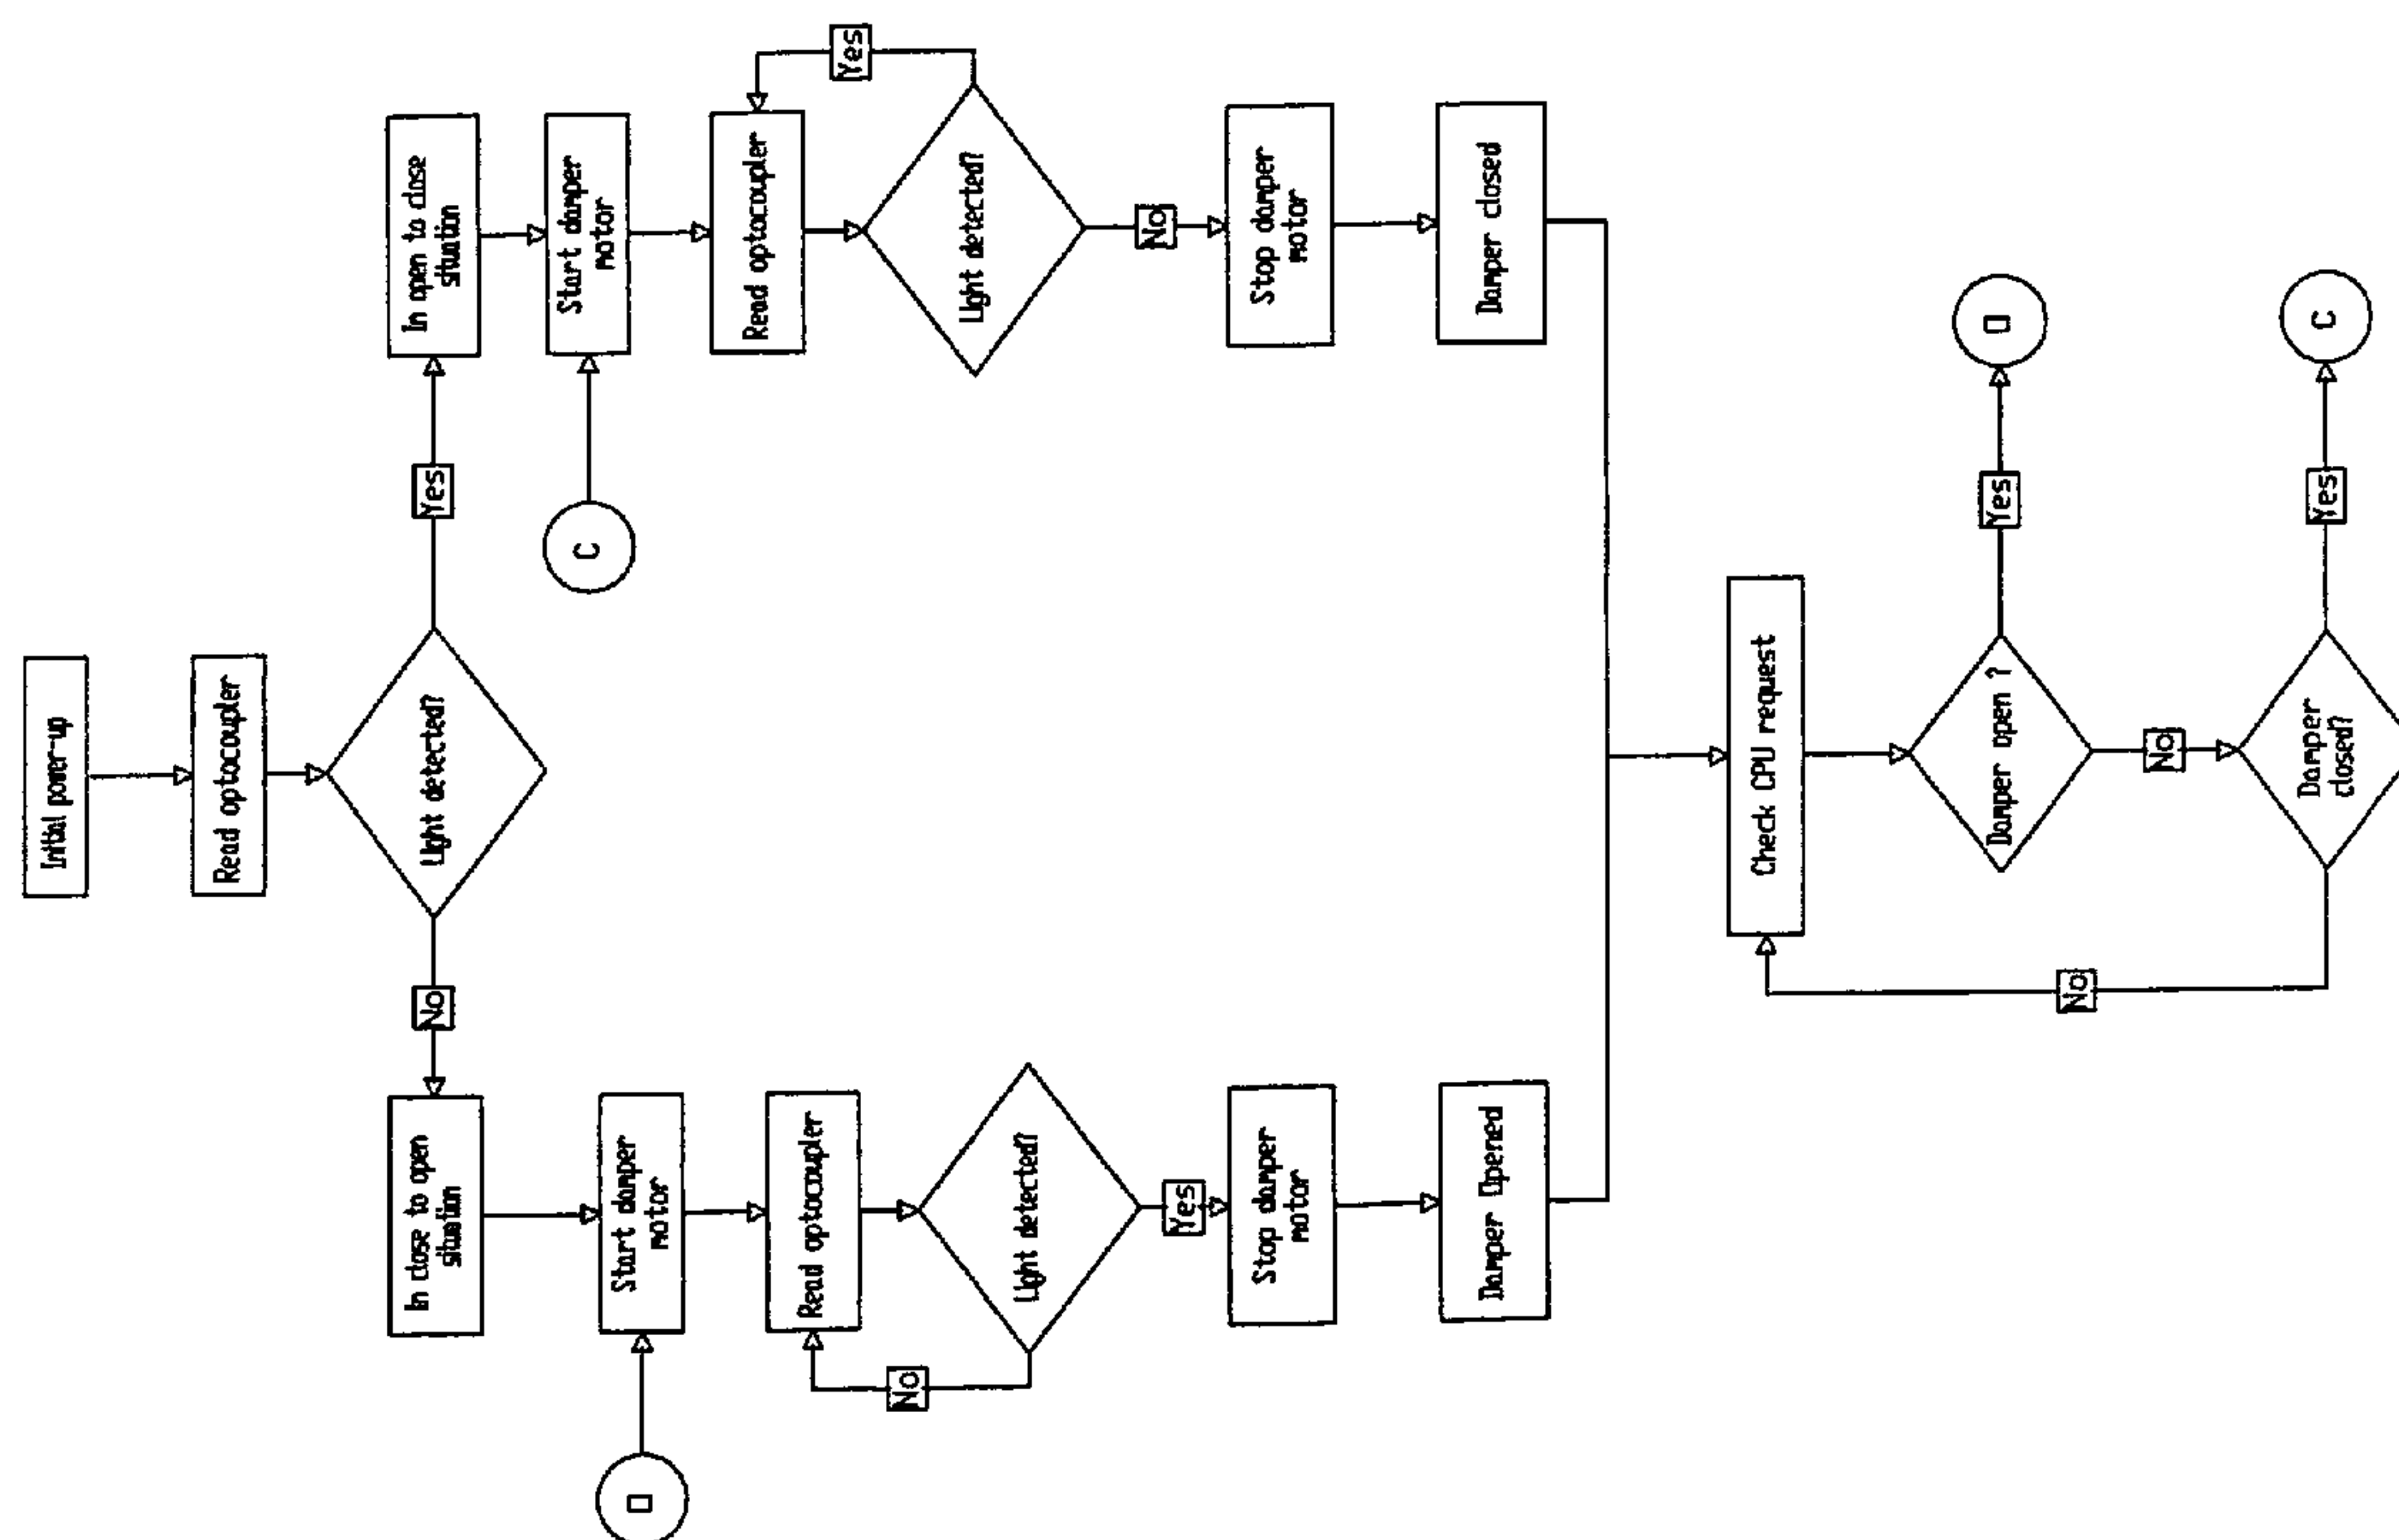 Initial power-up
Read optocoupler
Light detected?
No
Yes
In close to open
situation
In open to close
situation
O
Start damper
motor
C
Start damper
motor
Read optocoupler
Read optocoupler
Light detected?
No
Light detected?
Yes
Yes
No
Stop damper
motor
Stop damper
motor
Damper Opened
Damper closed
Check CPU request
Damper open ?
Yes
O
No
No
Damper
closed?
Yes
C